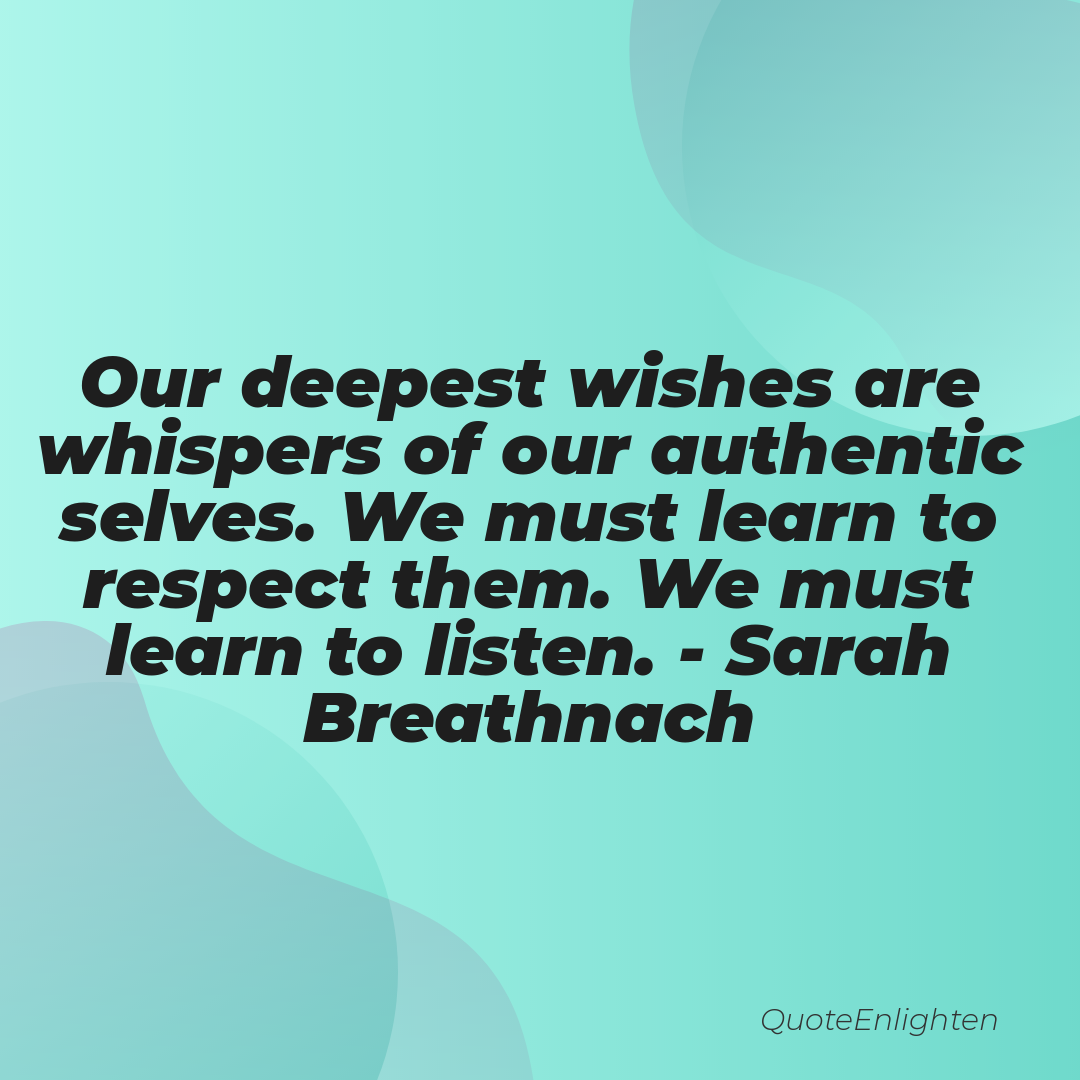 Our deepest wishes are
whispers of our authentic
selves. We must learn to
respect them. We must
learn to listen. - Sarah
Breathnach
QuoteEnlighten